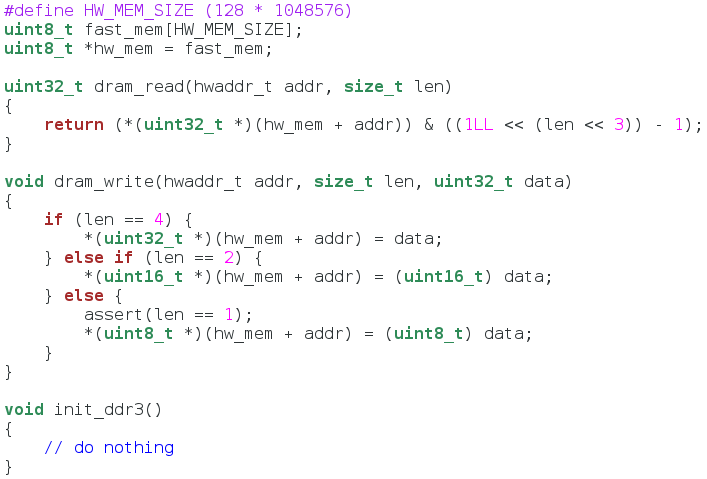 #define HW_MEM_SIZE (128 * 1048576)
uint8_t fast_mem[HW_MEM_SIZE];
uint8_t *hw_mem = fast_mem;

uint32_t dram_read(hwaddr_t addr, size_t len)
{
    return (*(uint32_t *)(hw_mem + addr)) & ((1LL << (len << 3)) - 1);
}

void dram_write(hwaddr_t addr, size_t len, uint32_t data)
{
    if (len == 4) {
        *(uint32_t *)(hw_mem + addr) = data;
    } else if (len == 2) {
        *(uint16_t *)(hw_mem + addr) = (uint16_t) data;
    } else {
        assert(len == 1);
        *(uint8_t *)(hw_mem + addr) = (uint8_t) data;
    }
}

void init_ddr3()
{
    // do nothing
}